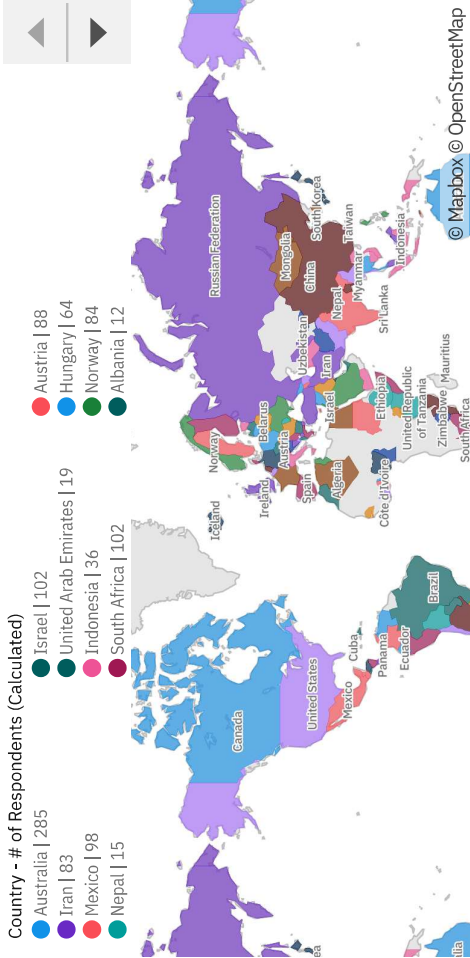 Country - # of Respondents (Calculated)
Australia | 285
Israel | 102
Austria | 88
Iran | 83
United Arab Emirates | 19
Hungary | 64
Mexico | 98
Indonesia | 36
Norway | 84
Nepal | 15
South Africa | 102
Albania | 12
Iceland
Norway
Russian Federation
Canada
Ireland
Belarus
Austria
United States
Spain
Uzbekistan
Mongolia
Algeria
Israel
Iran
China
South Korea
Mexico
Cuba
Nepal
Taiwan
Panama
Côte d'Ivoire
Ethiopia
Sri Lanka
Myanmar
Ecuador
United Republic
of Tanzania
Indonesia
Brazil
Zimbabwe
Mauritius
South Africa
ea
alia
© Mapbox © OpenStreetMap